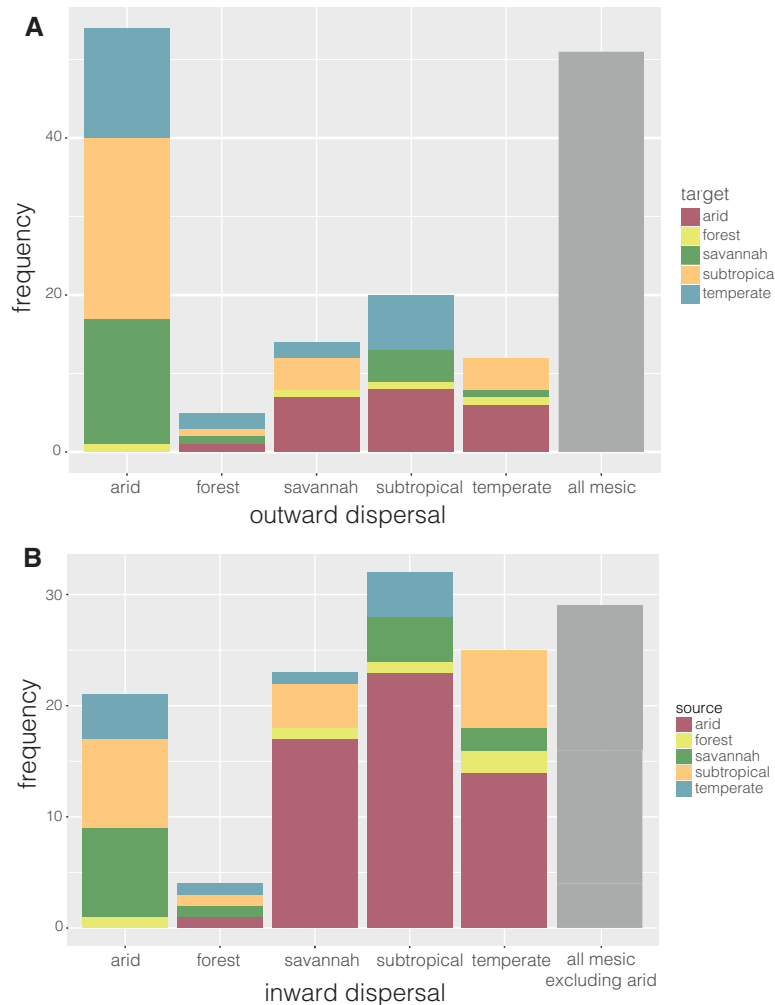 A
frequency
40
20
0
arid forest savannah subtropical temperate all mesic
outward dispersal
target
arid
forest
savannah
subtropica
temperate
B
frequency
30
20
10
0
arid forest savannah subtropical temperate all mesic
excluding arid
inward dispersal
source
arid
forest
savannah
subtropical
temperate